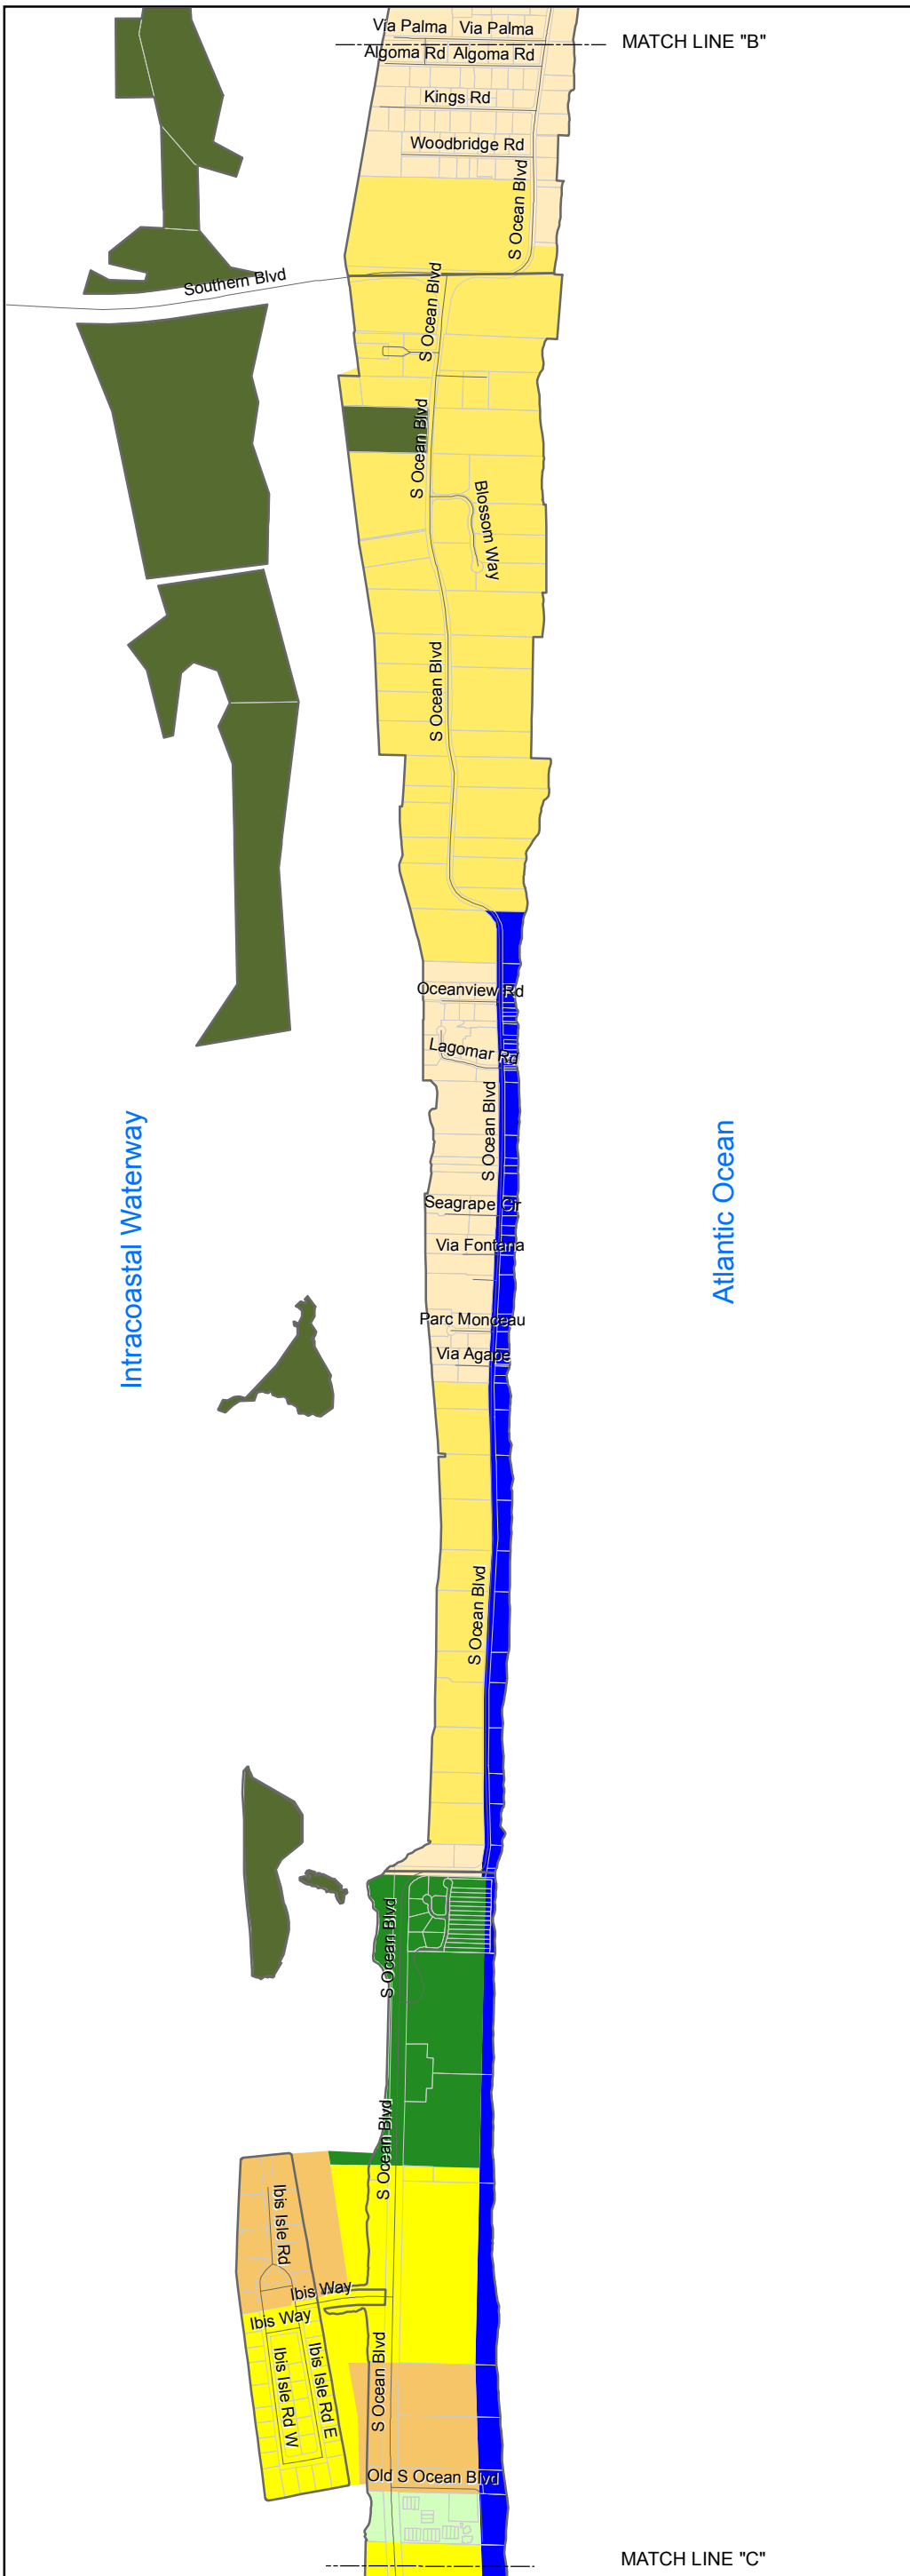 Via Palma Via Palma
MATCH LINE "B"
Algoma Rd Algoma Rd
Kings Rd
Woodbridge Rd
S Ocean Blvd
Southern Blvd
S Ocean Blvd
S Ocean Blvd
Blossom Way
S Ocean Blvd
Oceanview Rd
Lagomar Rd
S Ocean Blvd
Intracoastal Waterway
Atlantic Ocean
Seagrape Cir
Via Fontana
Parc Monceau
Via Agape
S Ocean Blvd
S Ocean Blvd
S Ocean Blvd
Ibis Isle Rd
Ibis Way
Ibis Way
Ibis Isle Rd W
Ibis Isle Rd E
S Ocean Blvd
Old S Ocean Blvd
MATCH LINE "C"